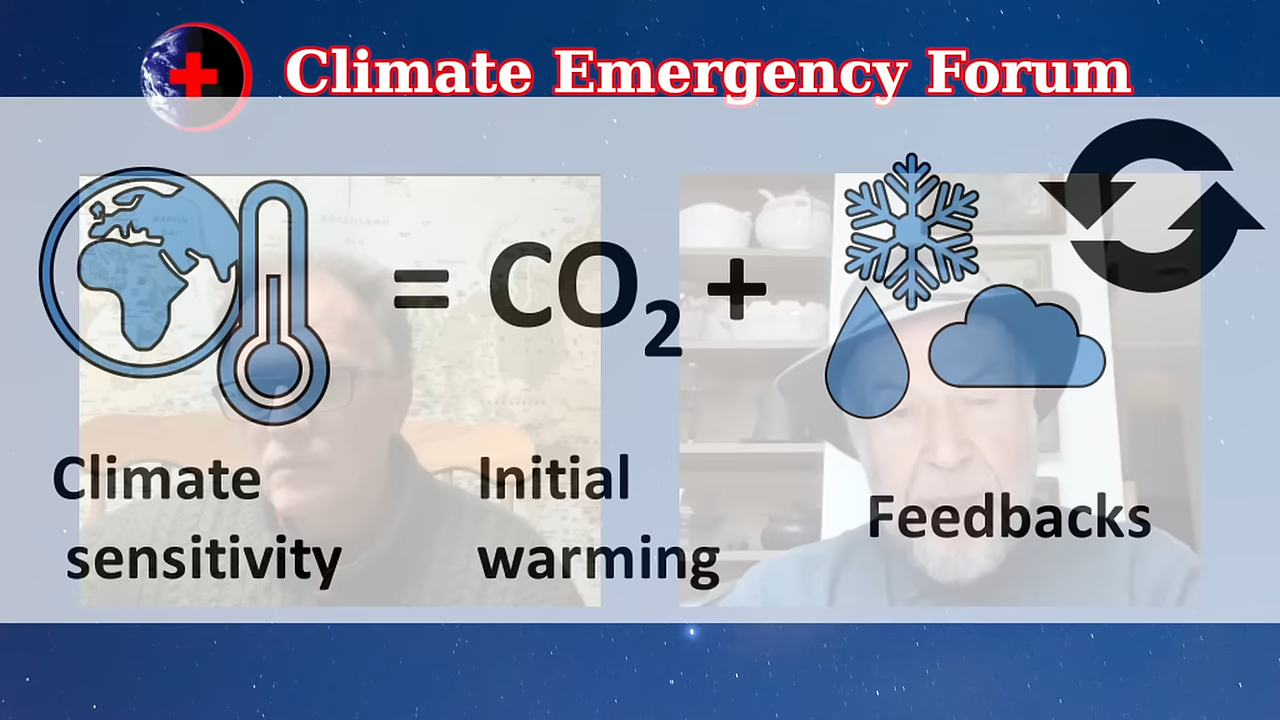 Climate Emergency Forum
= CO₂ +
Climate
sensitivity
Initial
warming
Feedbacks